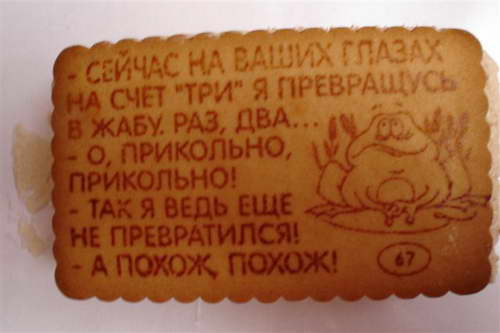 - СЕЙЧАС НА ВАШИХ ГЛАЗАХ
НА СЧЕТ "ТРИ" Я ПРЕВРАЩУСЬ
В ЖАБУ. РАЗ, ДВА...
- О, ПРИКОЛЬНО,
ПРИКОЛЬНО!
- ТАК Я ВЕДЬ ЕЩЕ
НЕ ПРЕВРАТИЛСЯ!
- А ПОХОЖ, ПОХОЖ!
67